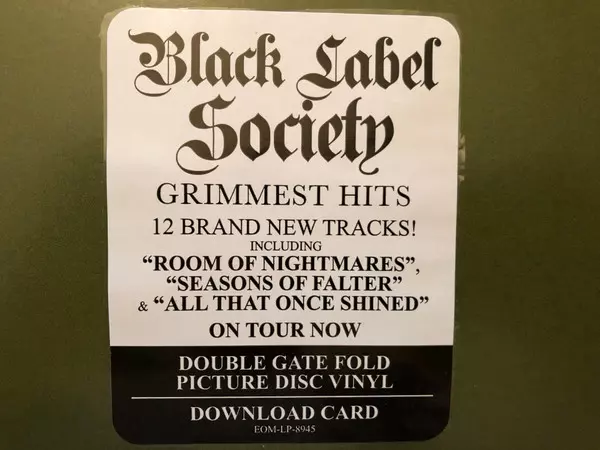 Black Label
Society
GRIMMEST HITS
12 BRAND NEW TRACKS!
INCLUDING
“ROOM OF NIGHTMARES”,
“SEASONS OF FALTER”
& “ALL THAT ONCE SHINED”
ON TOUR NOW
DOUBLE GATE FOLD
PICTURE DISC VINYL
DOWNLOAD CARD
EOM-LP-8945